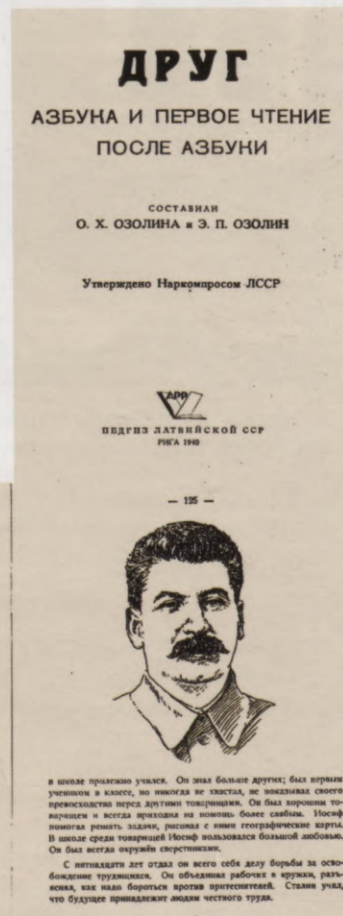 ДРУГ
АЗБУКА И ПЕРВОЕ ЧТЕНИЕ
ПОСЛЕ АЗБУКИ
СОСТАВИЛИ
О. Х. ОЗОЛИНА и Э. П. ОЗОЛИН
Утверждено Наркомпросом ЛССР
APP
ПЕДГИЗ ЛАТВИЙСКОЙ ССР
РИГА 1940
— 125 —
в школе прилежно учился. Он знал больше других; был первым
учеником в классе, но никогда не хвастал, не показывал своего
превосходства перед другими товарищами. Он был хорошим то-
варищем и всегда приходил на помощь более слабым. Иосиф
помогал решать задачи, рисовал с ними географические карты.
В школе среди товарищей Иосиф пользовался большой любовью.
Он был всегда окружён сверстниками.
С пятнадцати лет отдал он всего себя делу борьбы за осво-
бождение трудящихся. Он объединял рабочих в кружки, разъ-
яснял, как надо бороться против притеснителей. Сталин учил,
что будущее принадлежит людям честного труда.